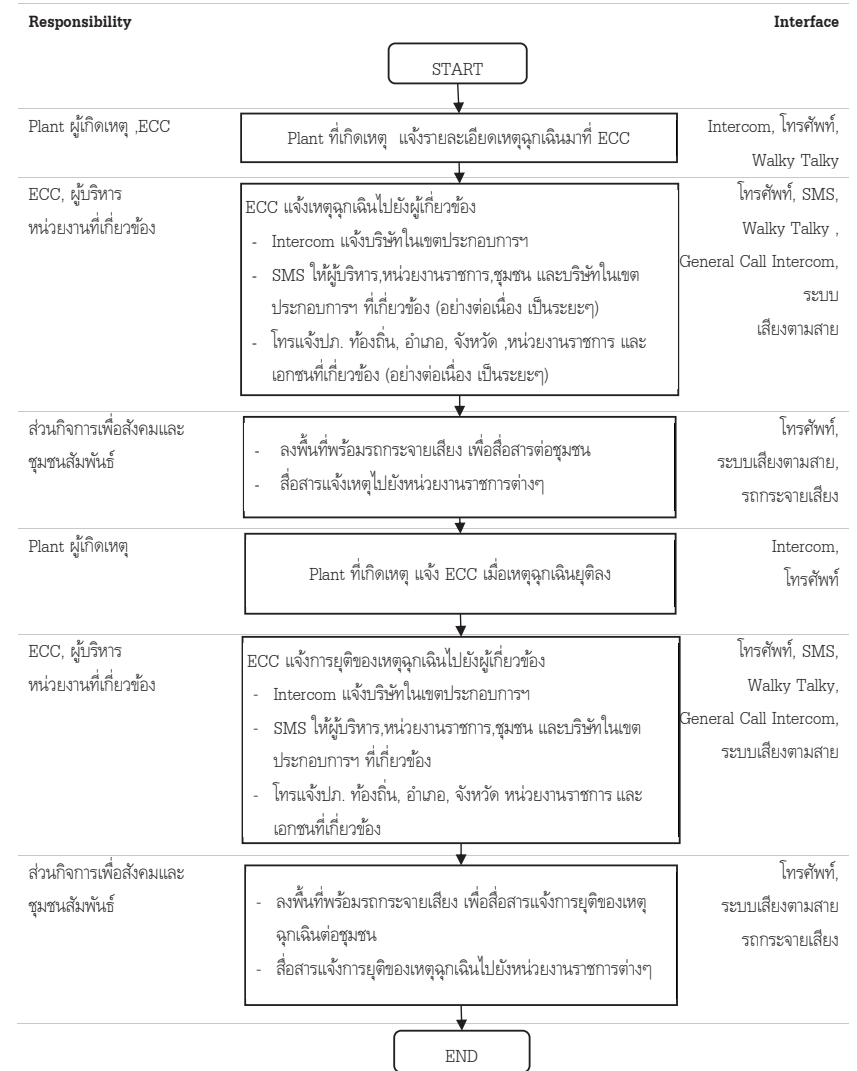 Responsibility
Interface
START
Plant ผู้เกิดเหตุ ,ECC
Plant ที่เกิดเหตุ แจ้งรายละเอียดเหตุฉุกเฉินมาที่ ECC
Intercom, โทรศัพท์,
Walky Talky
ECC, ผู้บริหาร
หน่วยงานที่เกี่ยวข้อง
ECC แจ้งเหตุฉุกเฉินไปยังผู้เกี่ยวข้อง
- Intercom แจ้งบริษัทในเขตประกอบการฯ
- SMS ให้ผู้บริหาร,หน่วยงานราชการ,ชุมชน และบริษัทในเขต
ประกอบการฯ ที่เกี่ยวข้อง (อย่างต่อเนื่อง เป็นระยะๆ)
- โทรแจ้งปภ. ท้องถิ่น, อำเภอ, จังหวัด ,หน่วยงานราชการ และ
เอกชนที่เกี่ยวข้อง (อย่างต่อเนื่อง เป็นระยะๆ)
โทรศัพท์, SMS,
Walky Talky ,
General Call Intercom,
ระบบ
เสียงตามสาย
ส่วนกิจการเพื่อสังคมและ
ชุมชนสัมพันธ์
- ลงพื้นที่พร้อมรถกระจายเสียง เพื่อสื่อสารต่อชุมชน
- สื่อสารแจ้งเหตุไปยังหน่วยงานราชการต่างๆ
โทรศัพท์,
ระบบเสียงตามสาย,
รถกระจายเสียง
Plant ผู้เกิดเหตุ
Plant ที่เกิดเหตุ แจ้ง ECC เมื่อเหตุฉุกเฉินยุติลง
Intercom,
โทรศัพท์
ECC, ผู้บริหาร
หน่วยงานที่เกี่ยวข้อง
ECC แจ้งการยุติของเหตุฉุกเฉินไปยังผู้เกี่ยวข้อง
- Intercom แจ้งบริษัทในเขตประกอบการฯ
- SMS ให้ผู้บริหาร,หน่วยงานราชการ,ชุมชน และบริษัทในเขต
ประกอบการฯ ที่เกี่ยวข้อง
- โทรแจ้งปภ. ท้องถิ่น, อำเภอ, จังหวัด หน่วยงานราชการ และ
เอกชนที่เกี่ยวข้อง
โทรศัพท์, SMS,
Walky Talky,
General Call Intercom,
ระบบเสียงตามสาย
ส่วนกิจการเพื่อสังคมและ
ชุมชนสัมพันธ์
- ลงพื้นที่พร้อมรถกระจายเสียง เพื่อสื่อสารแจ้งการยุติของเหตุ
ฉุกเฉินต่อชุมชน
- สื่อสารแจ้งการยุติของเหตุฉุกเฉินไปยังหน่วยงานราชการต่างๆ
โทรศัพท์,
ระบบเสียงตามสาย
รถกระจายเสียง
END